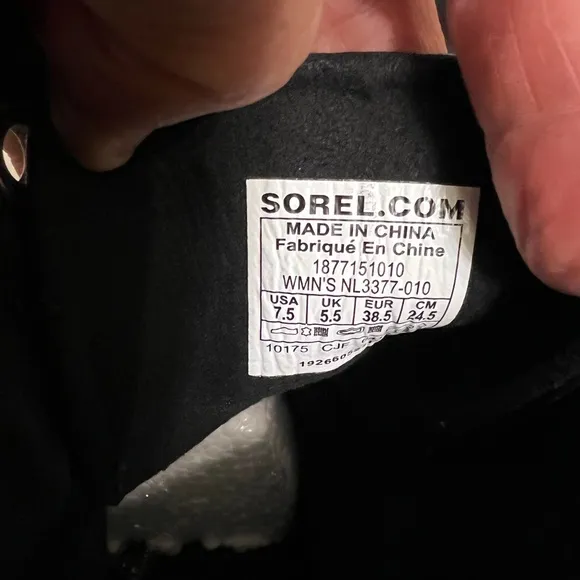 SOREL.COM
MADE IN CHINA
Fabriqué En Chine
1877151010
WMN'S NL3377-010
USA UK EUR CM
7.5 5.5 38.5 24.5
10175